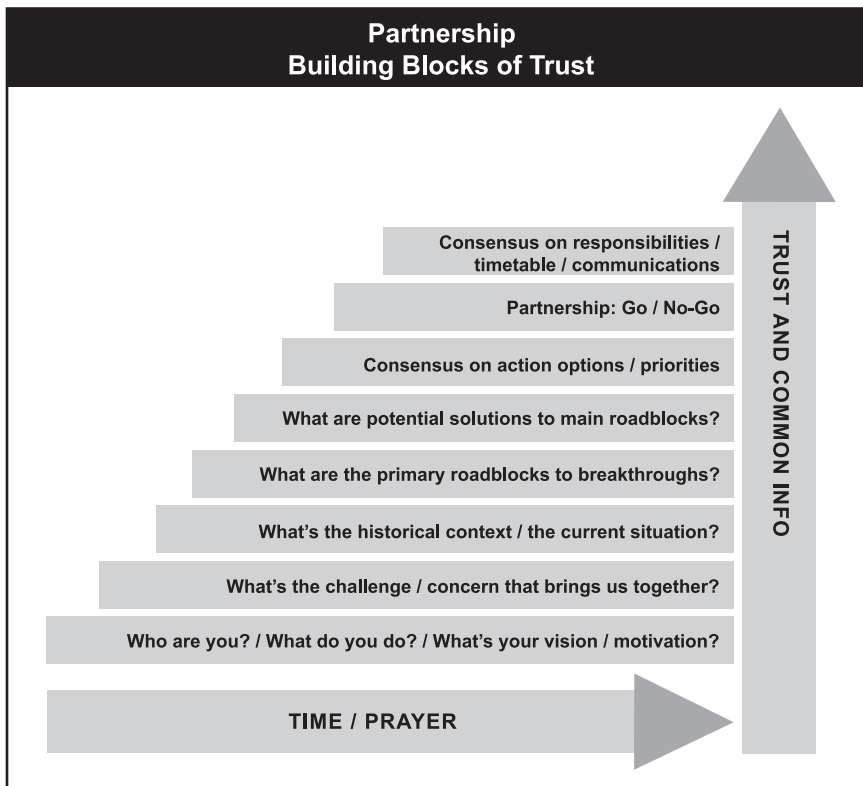 Partnership
Building Blocks of Trust
Consensus on responsibilities /
timetable / communications
Partnership: Go / No-Go
Consensus on action options / priorities
What are potential solutions to main roadblocks?
What are the primary roadblocks to breakthroughs?
What's the historical context / the current situation?
What's the challenge / concern that brings us together?
Who are you? / What do you do? / What's your vision / motivation?
TIME / PRAYER
TRUST AND COMMON INFO